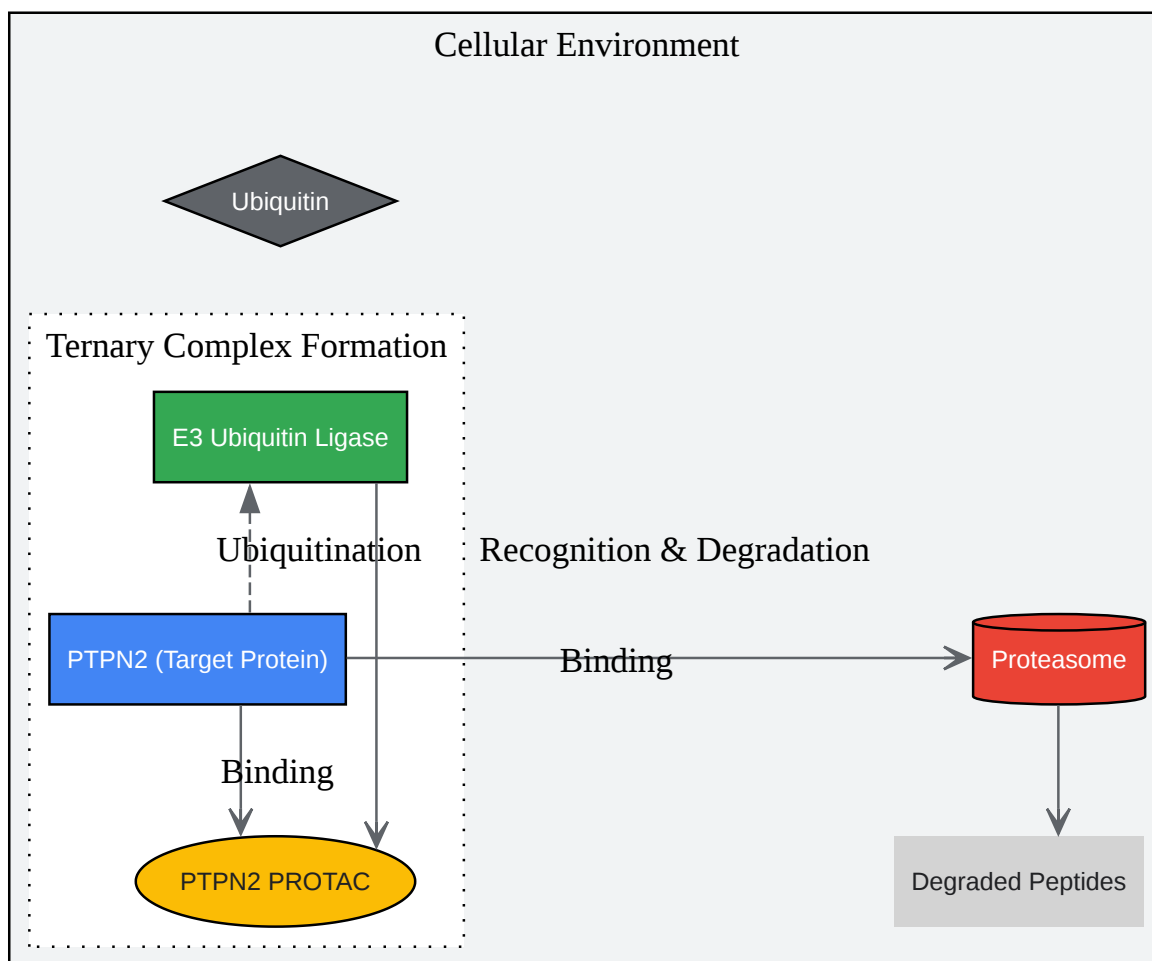 Cellular Environment
Ubiquitin
Ternary Complex Formation
E3 Ubiquitin Ligase
Ubiquitination
Recognition & Degradation
PTPN2 (Target Protein)
Binding
Proteasome
Binding
PTPN2 PROTAC
Degraded Peptides